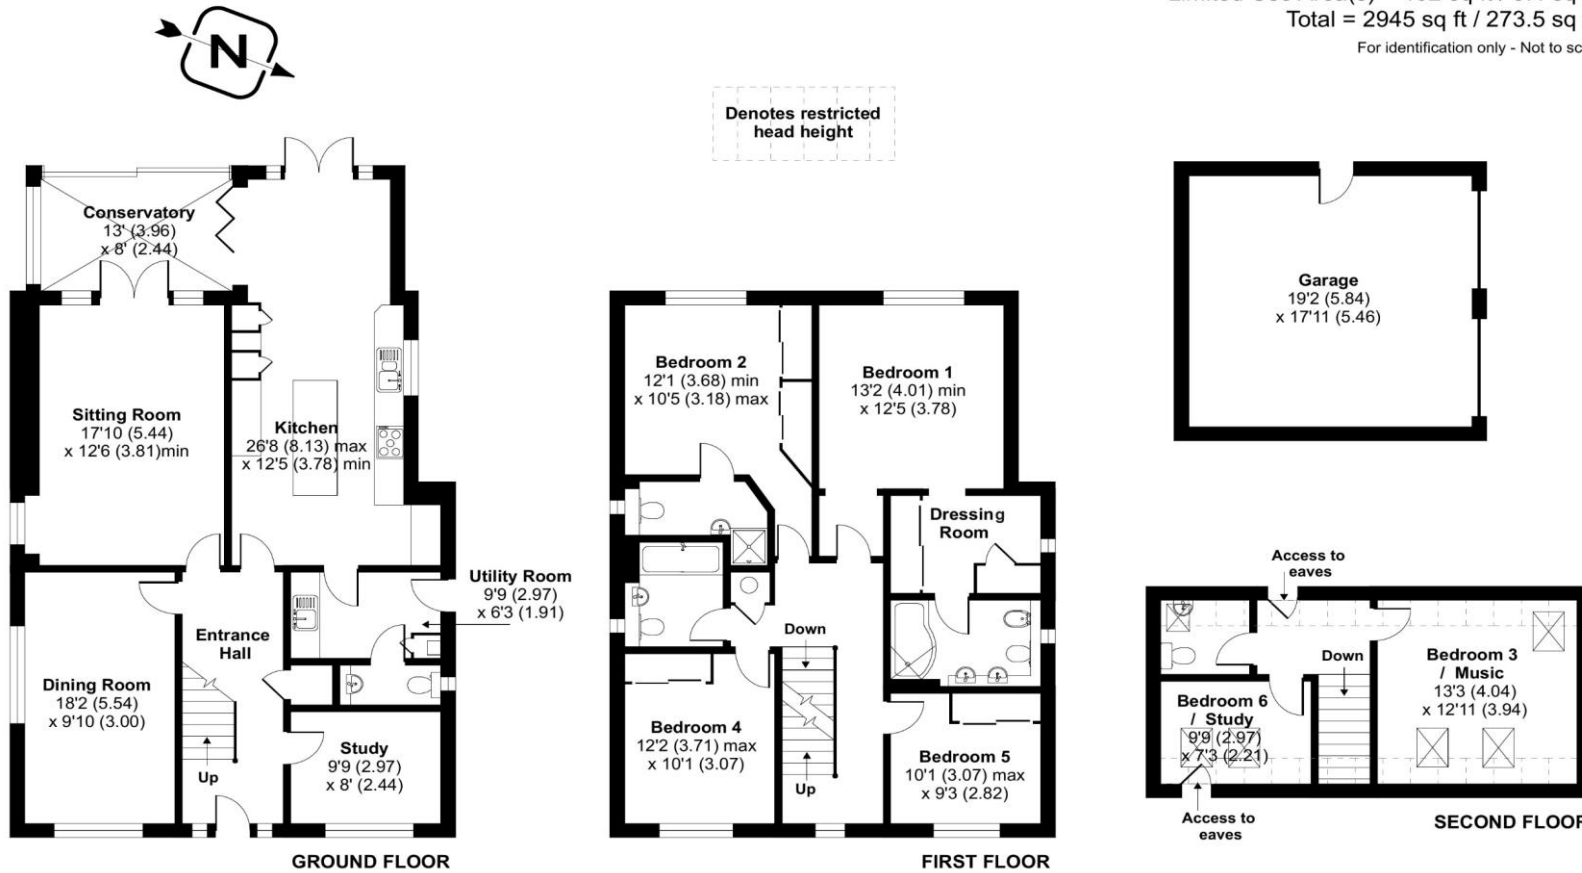 Total = 2945 sq ft / 273.5 sq
For identification only - Not to sc
N
Denotes restricted
head height
Conservatory
13' (3.96)
x 8' (2.44)
Sitting Room
17'10 (5.44)
x 12'6 (3.81)min
Kitchen
26'8 (8.13) max
x 12'5 (3.78) min
Utility Room
9'9 (2.97)
x 6'3 (1.91)
Entrance
Hall
Dining Room
18'2 (5.54)
x 9'10 (3.00)
Up
Study
9'9 (2.97)
x 8' (2.44)
GROUND FLOOR
Bedroom 2
12'1 (3.68) min
x 10'5 (3.18) max
Bedroom 1
13'2 (4.01) min
x 12'5 (3.78)
Dressing
Room
Down
Bedroom 4
12'2 (3.71) max
x 10'1 (3.07)
Up
Bedroom 5
10'1 (3.07) max
x 9'3 (2.82)
FIRST FLOOR
Garage
19'2 (5.84)
x 17'11 (5.46)
Access to
eaves
Down
Bedroom 3
/ Music
13'3 (4.04)
x 12'11 (3.94)
Bedroom 6
/ Study
9'9 (2.97)
x 7'3 (2.21)
Access to
eaves
SECOND FLOOR